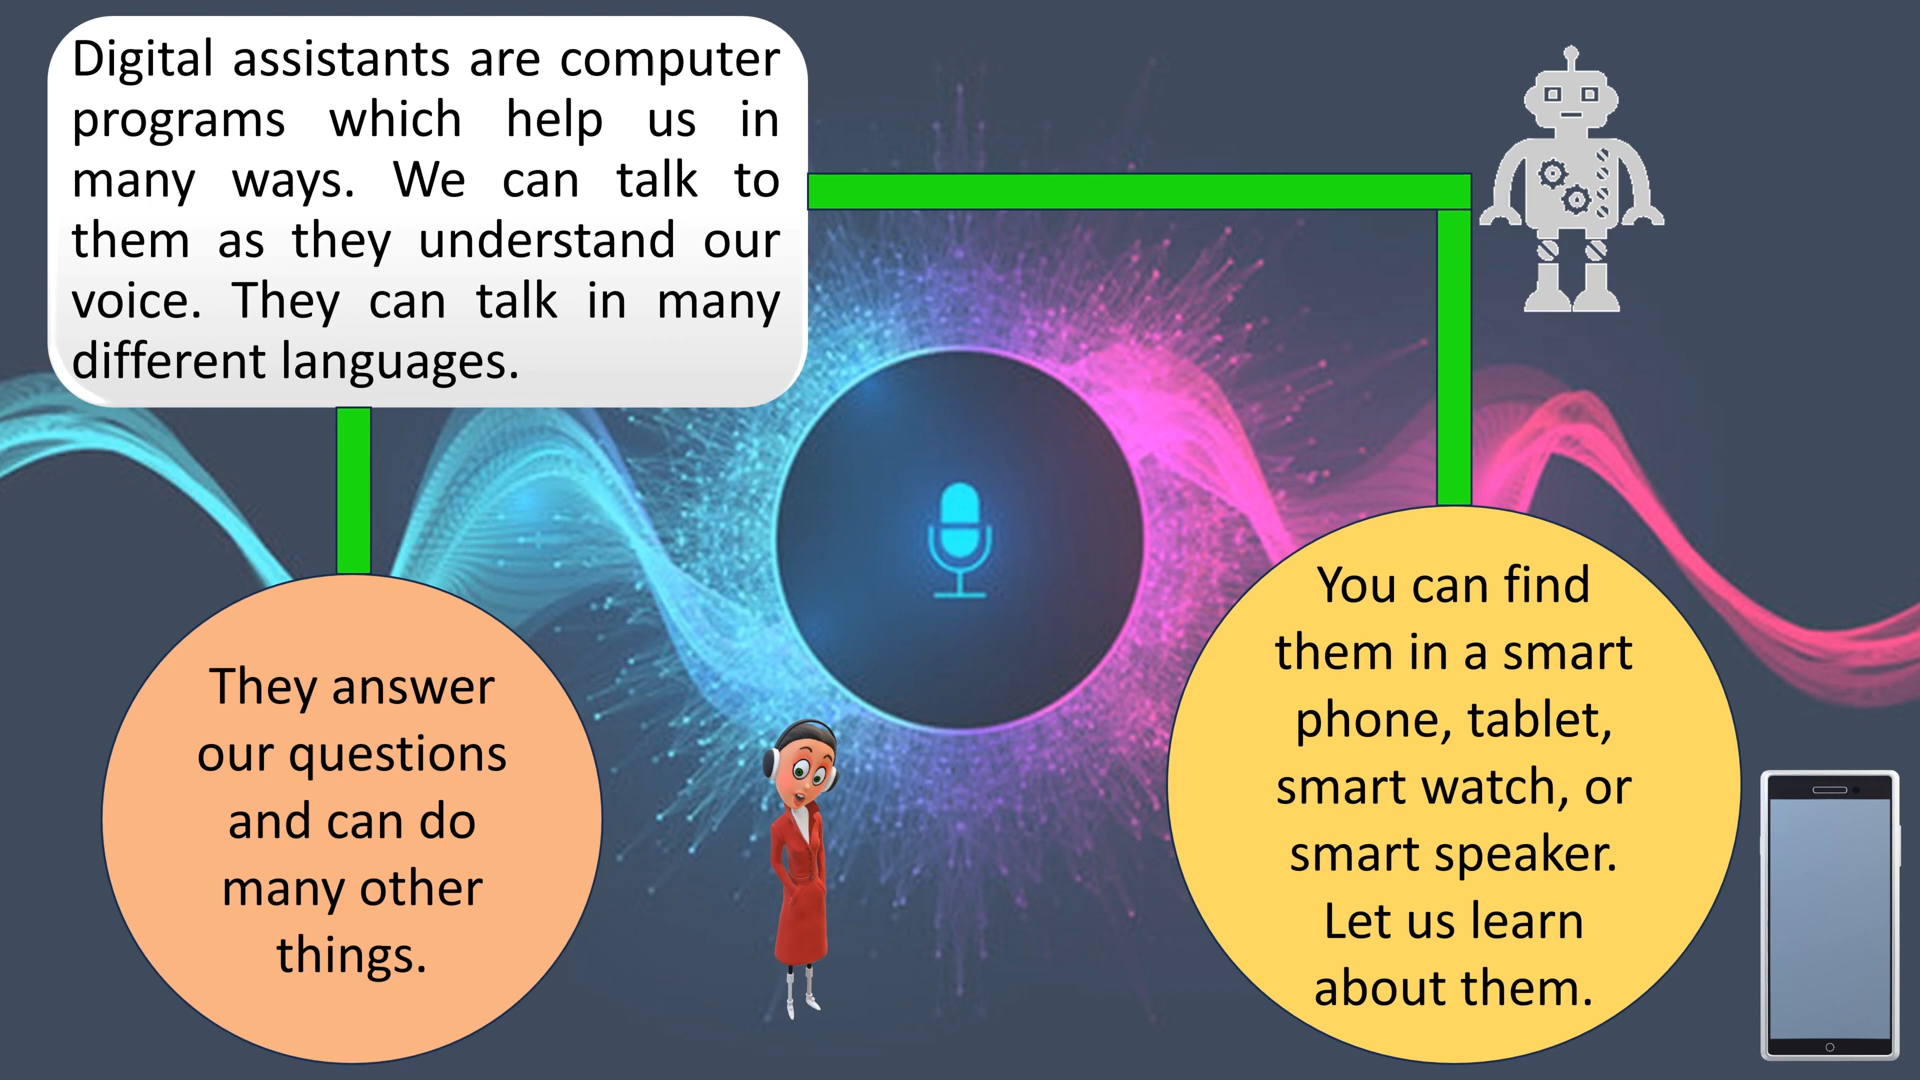 Digital assistants are computer
programs which help us in
many ways. We can talk to
them as they understand our
voice. They can talk in many
different languages.
They answer
our questions
and can do
many other
things.
You can find
them in a smart
phone, tablet,
smart watch, or
smart speaker.
Let us learn
about them.